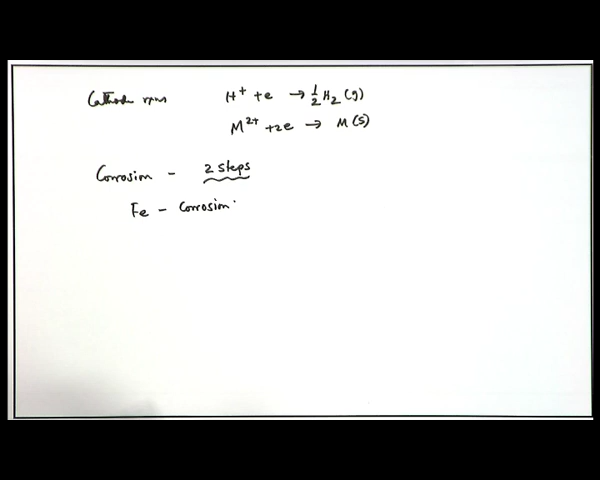 Cathode rxns H⁺ + e → ½ H₂ (g)
M²⁺ + 2e → M (s)
Corrosion - 2 steps
Fe - Corrosion.